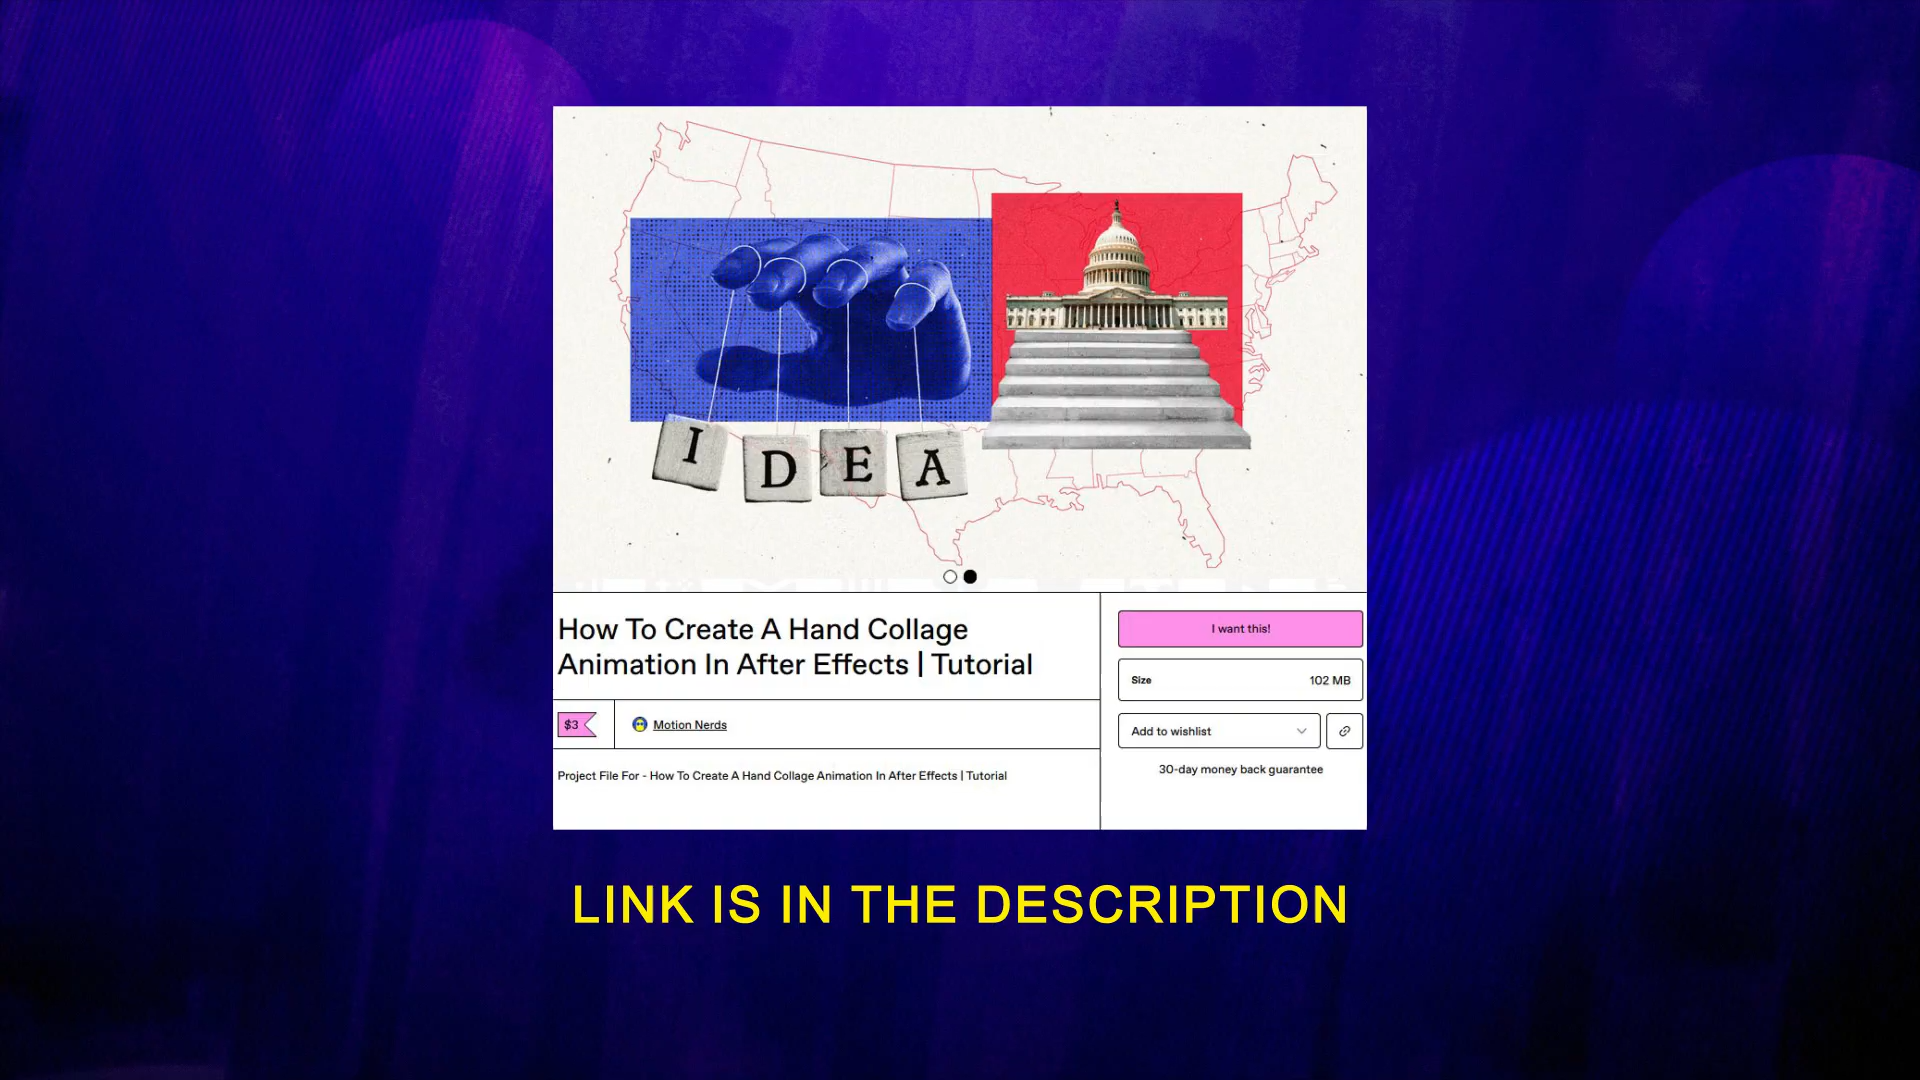 I D E A
How To Create A Hand Collage
Animation In After Effects | Tutorial
$3
Motion Nerds
Project File For - How To Create A Hand Collage Animation In After Effects | Tutorial
I want this!
Size 102 MB
Add to wishlist
30-day money back guarantee
LINK IS IN THE DESCRIPTION